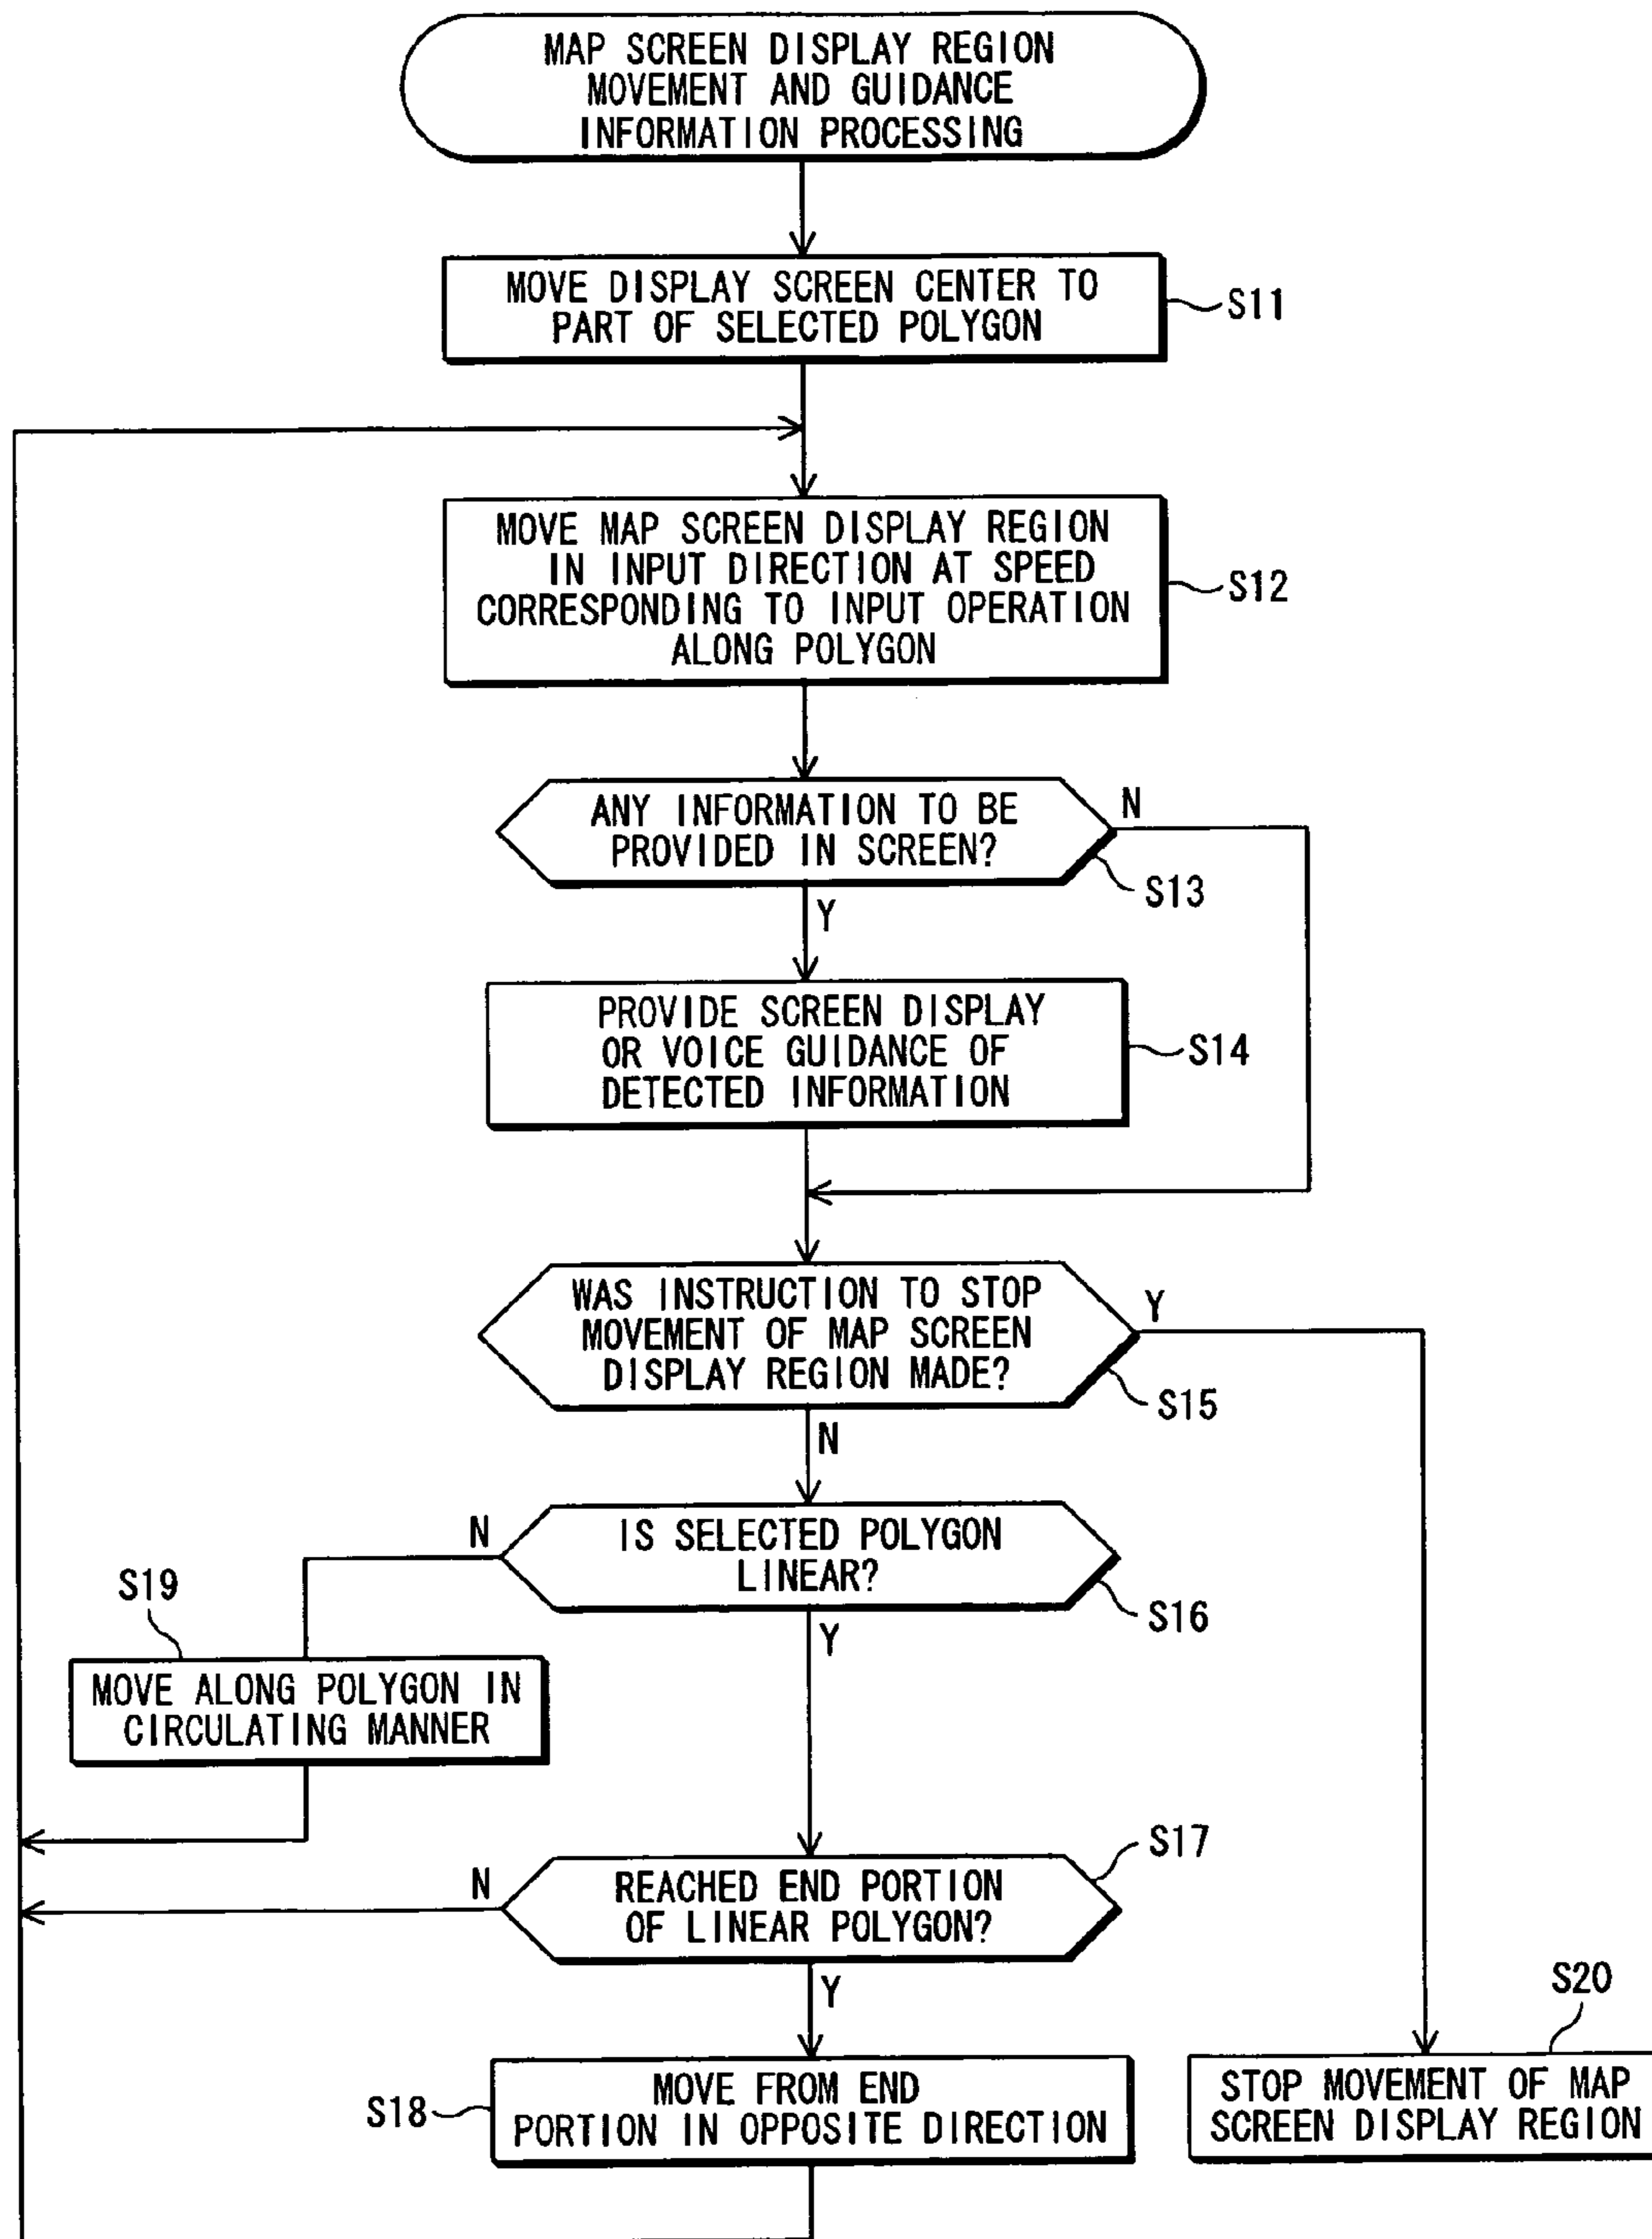 MAP SCREEN DISPLAY REGION
MOVEMENT AND GUIDANCE
INFORMATION PROCESSING
MOVE DISPLAY SCREEN CENTER TO
PART OF SELECTED POLYGON
S11
MOVE MAP SCREEN DISPLAY REGION
IN INPUT DIRECTION AT SPEED
CORRESPONDING TO INPUT OPERATION
ALONG POLYGON
S12
ANY INFORMATION TO BE
PROVIDED IN SCREEN?
N
S13
Y
PROVIDE SCREEN DISPLAY
OR VOICE GUIDANCE OF
DETECTED INFORMATION
S14
WAS INSTRUCTION TO STOP
MOVEMENT OF MAP SCREEN
DISPLAY REGION MADE?
Y
S15
N
IS SELECTED POLYGON
LINEAR?
N
S16
Y
S19
MOVE ALONG POLYGON IN
CIRCULATING MANNER
S17
REACHED END PORTION
OF LINEAR POLYGON?
N
Y
S18
MOVE FROM END
PORTION IN OPPOSITE DIRECTION
S20
STOP MOVEMENT OF MAP
SCREEN DISPLAY REGION